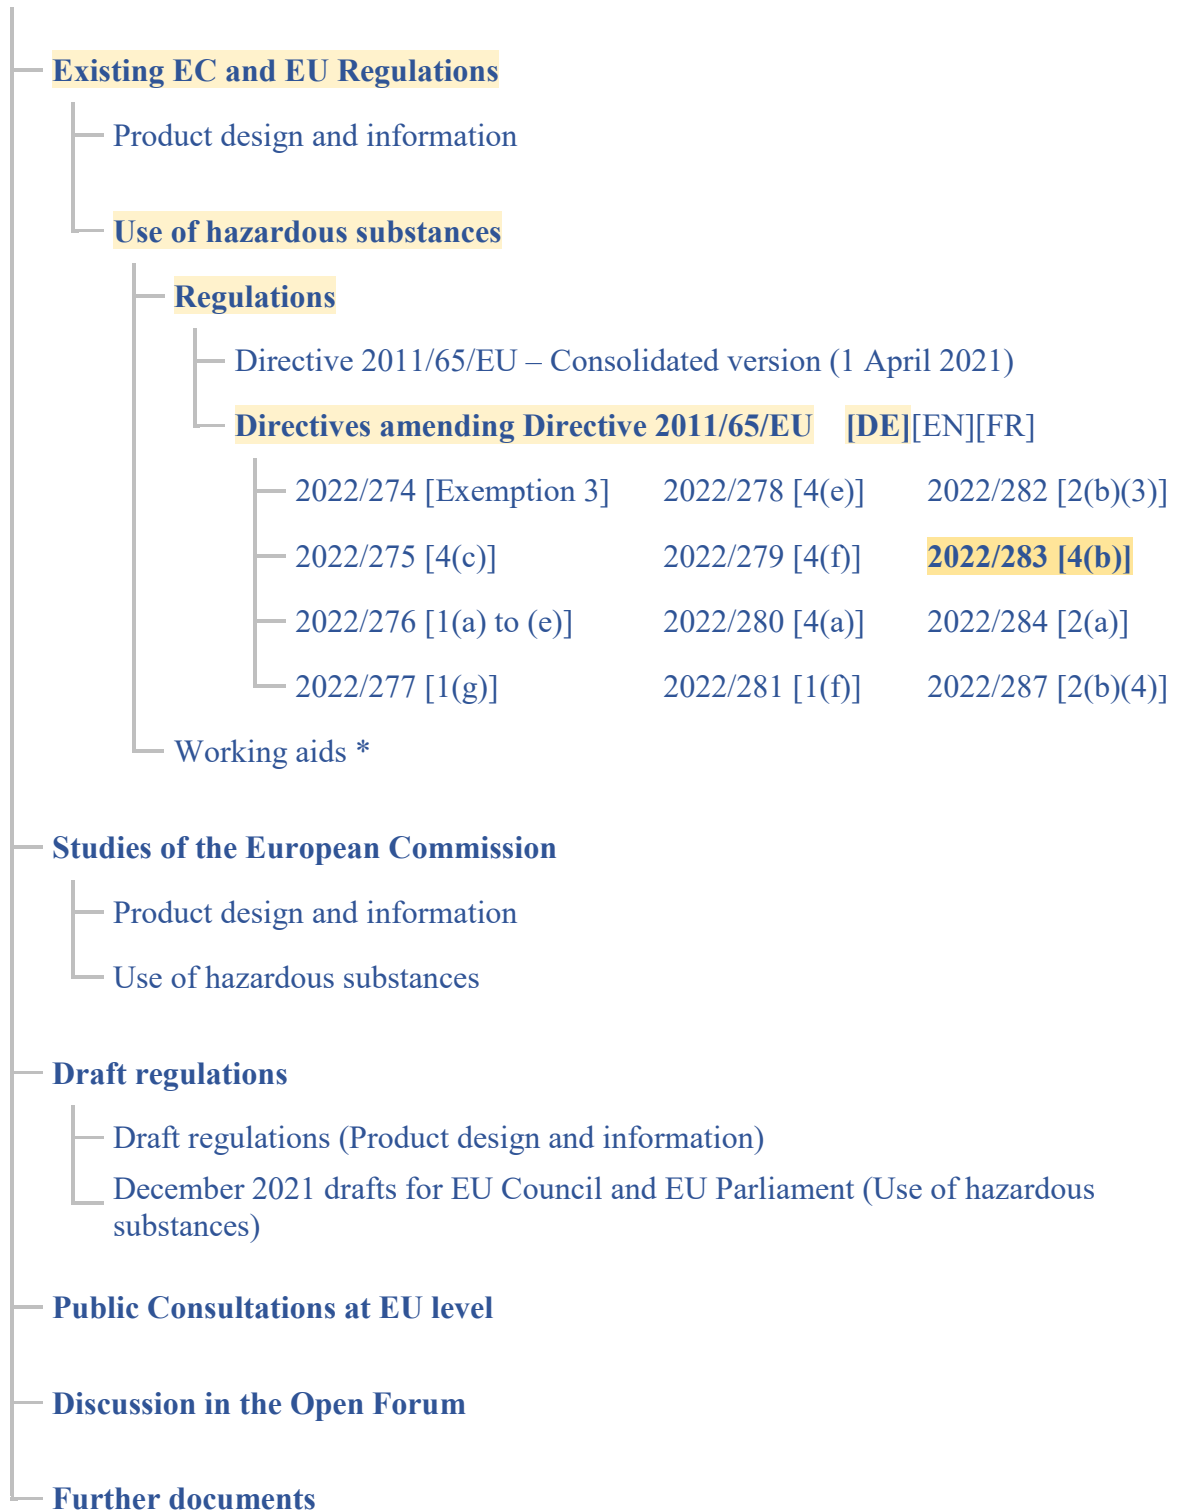 Existing EC and EU Regulations
Product design and information
Use of hazardous substances
Regulations
Directive 2011/65/EU – Consolidated version (1 April 2021)
Directives amending Directive 2011/65/EU [DE][EN][FR]
2022/274 [Exemption 3] 2022/278 [4(e)] 2022/282 [2(b)(3)]
2022/275 [4(c)] 2022/279 [4(f)] 2022/283 [4(b)]
2022/276 [1(a) to (e)] 2022/280 [4(a)] 2022/284 [2(a)]
2022/277 [1(g)] 2022/281 [1(f)] 2022/287 [2(b)(4)]
Working aids *
Studies of the European Commission
Product design and information
Use of hazardous substances
Draft regulations
Draft regulations (Product design and information)
December 2021 drafts for EU Council and EU Parliament (Use of hazardous
substances)
Public Consultations at EU level
Discussion in the Open Forum
Further documents